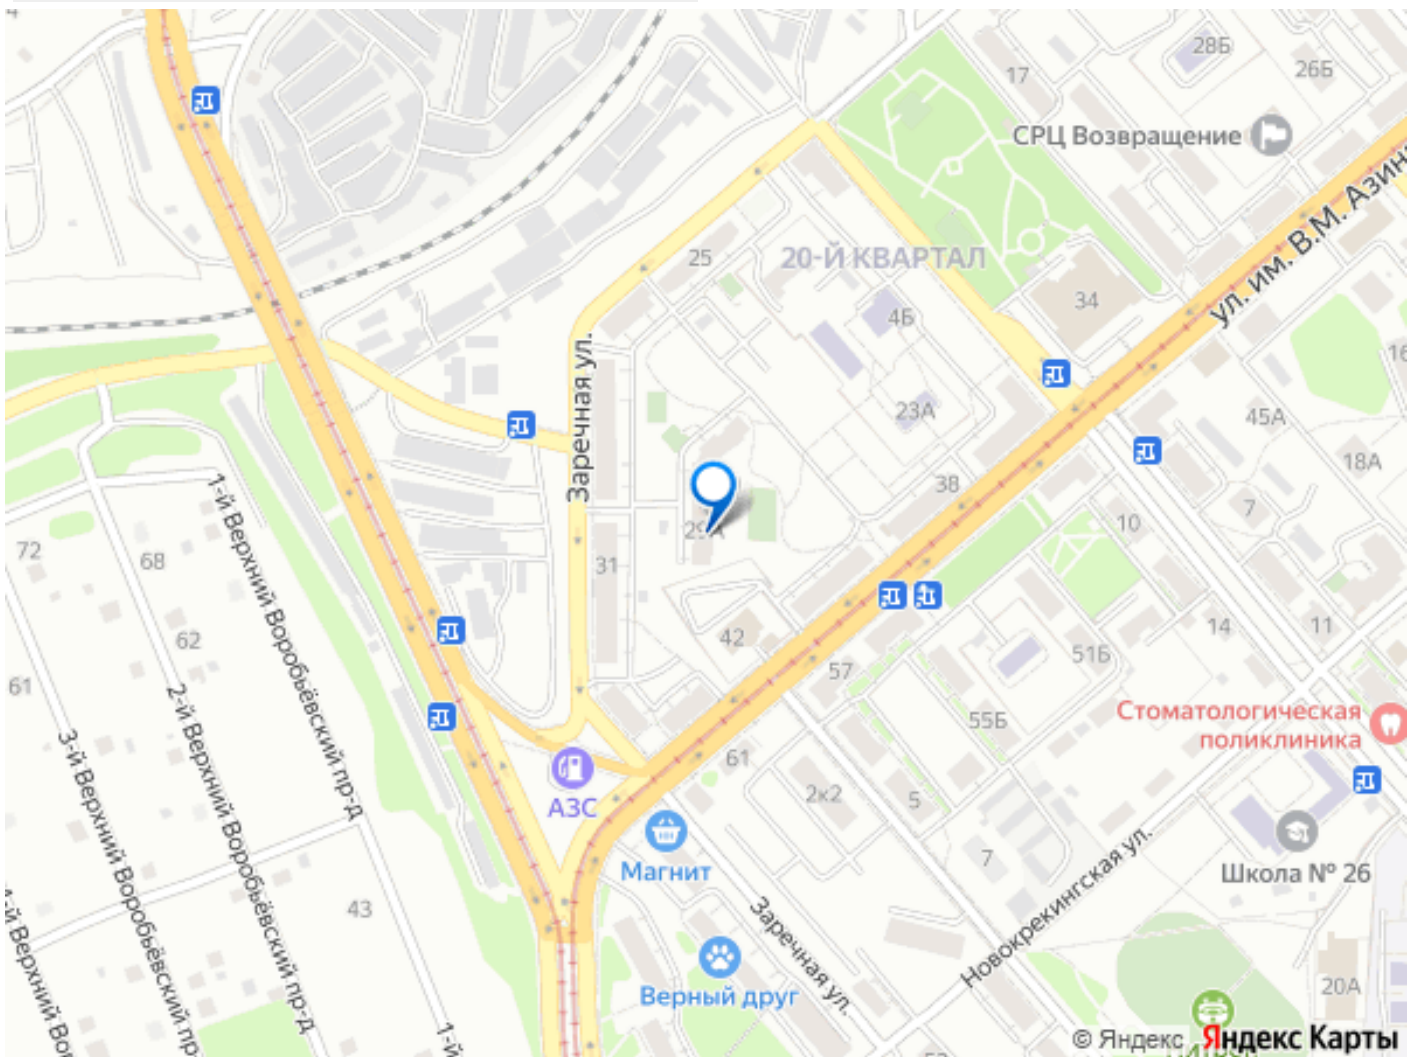 28Б
17
26Б
СРЦ Возвращение
ул. им. В.М. Азина
25
20-Й КВАРТАЛ
34
4Б
Заречная ул.
23А
45А
16
18А
38
7
10
29А
31
1-й Верхний Воробьёвский пр-д
72
68
62
61
42
57
14
11
51Б
55Б
2-й Верхний Воробьёвский пр-д
3-й Верхний Воробьёвский пр-
Стоматологическая
поликлиника
61
2к2
5
АЗС
Магнит
7
Школа № 26
Новокрекингская ул.
43
Заречная ул.
Верный друг
20А
1-й
© Яндекс Яндекс Карты